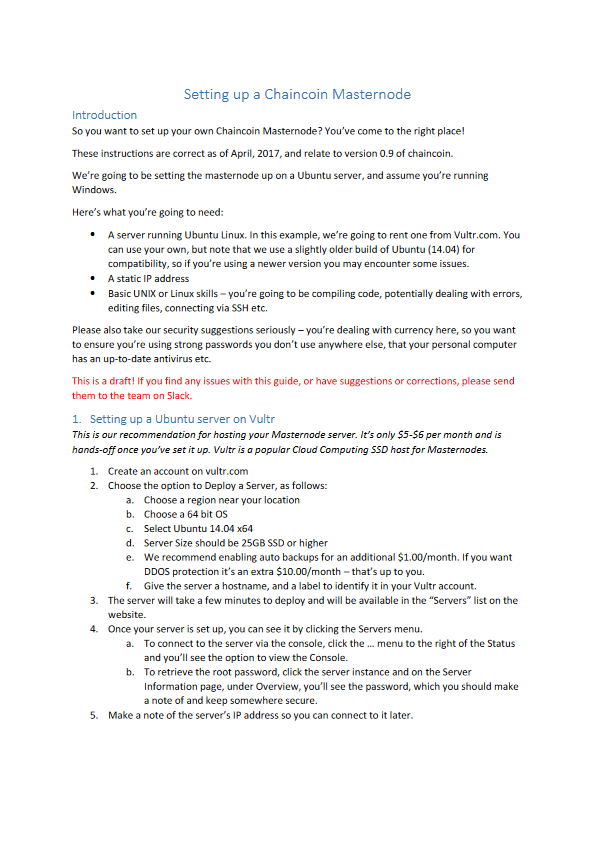 Setting up a Chaincoin Masternode
Introduction
So you want to set up your own Chaincoin Masternode? You've come to the right place!
These instructions are correct as of April, 2017, and relate to version 0.9 of chaincoin.
We're going to be setting the masternode up on a Ubuntu server, and assume you're running
Windows.
Here's what you're going to need:
• A server running Ubuntu Linux. In this example, we're going to rent one from Vultr.com. You
can use your own, but note that we use a slightly older build of Ubuntu (14.04) for
compatibility, so if you're using a newer version you may encounter some issues.
• A static IP address
• Basic UNIX or Linux skills – you're going to be compiling code, potentially dealing with errors,
editing files, connecting via SSH etc.
Please also take our security suggestions seriously – you're dealing with currency here, so you want
to ensure you're using strong passwords you don't use anywhere else, that your personal computer
has an up-to-date antivirus etc.
This is a draft! If you find any issues with this guide, or have suggestions or corrections, please send
them to the team on Slack.
1. Setting up a Ubuntu server on Vultr
This is our recommendation for hosting your Masternode server. It's only $5-$6 per month and is
hands-off once you've set it up. Vultr is a popular Cloud Computing SSD host for Masternodes.
1. Create an account on vultr.com
2. Choose the option to Deploy a Server, as follows:
a. Choose a region near your location
b. Choose a 64 bit OS
c. Select Ubuntu 14.04 x64
d. Server Size should be 25GB SSD or higher
e. We recommend enabling auto backups for an additional $1.00/month. If you want
DDOS protection it's an extra $10.00/month – that's up to you.
f. Give the server a hostname, and a label to identify it in your Vultr account.
3. The server will take a few minutes to deploy and will be available in the "Servers" list on the
website.
4. Once your server is set up, you can see it by clicking the Servers menu.
a. To connect to the server via the console, click the … menu to the right of the Status
and you'll see the option to view the Console.
b. To retrieve the root password, click the server instance and on the Server
Information page, under Overview, you'll see the password, which you should make
a note of and keep somewhere secure.
5. Make a note of the server's IP address so you can connect to it later.